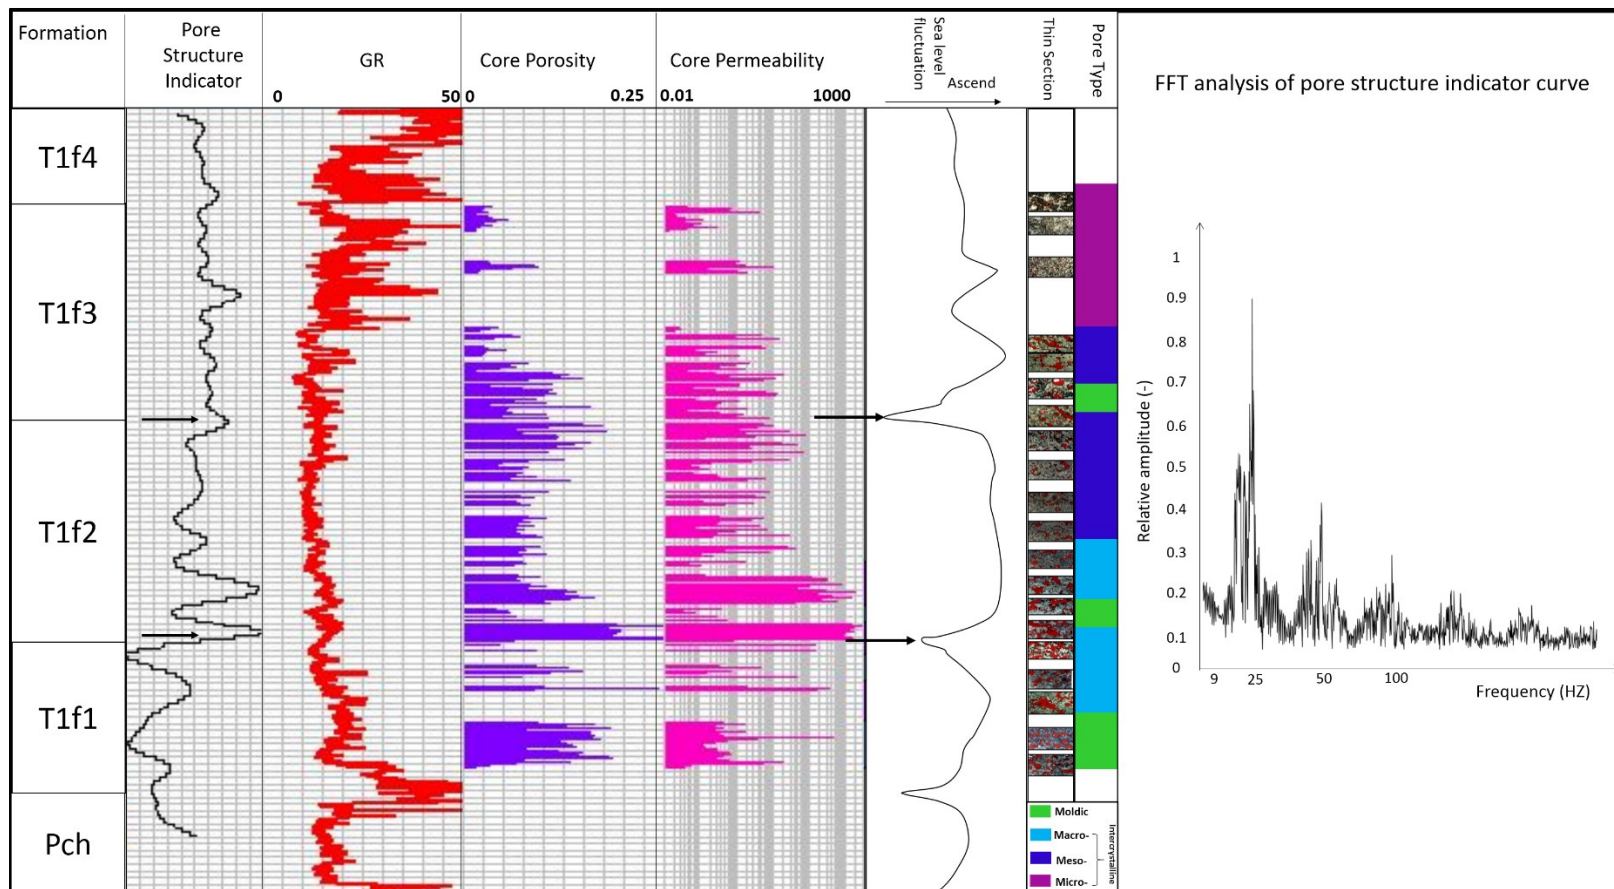 Formation
Pore
Structure
Indicator
GR
0
50
Core Porosity
0
0.25
Core Permeability
0.01
1000
Sea level
fluctuation
Ascend
Thin Section
Pore Type
T1f4
T1f3
T1f2
T1f1
Pch
Moldic
Macro-
Meso-
Micro-
Intercrystalline
FFT analysis of pore structure indicator curve
Relative amplitude (-)
1
0.9
0.8
0.7
0.6
0.5
0.4
0.3
0.2
0.1
0
9
25
50
100
Frequency (HZ)